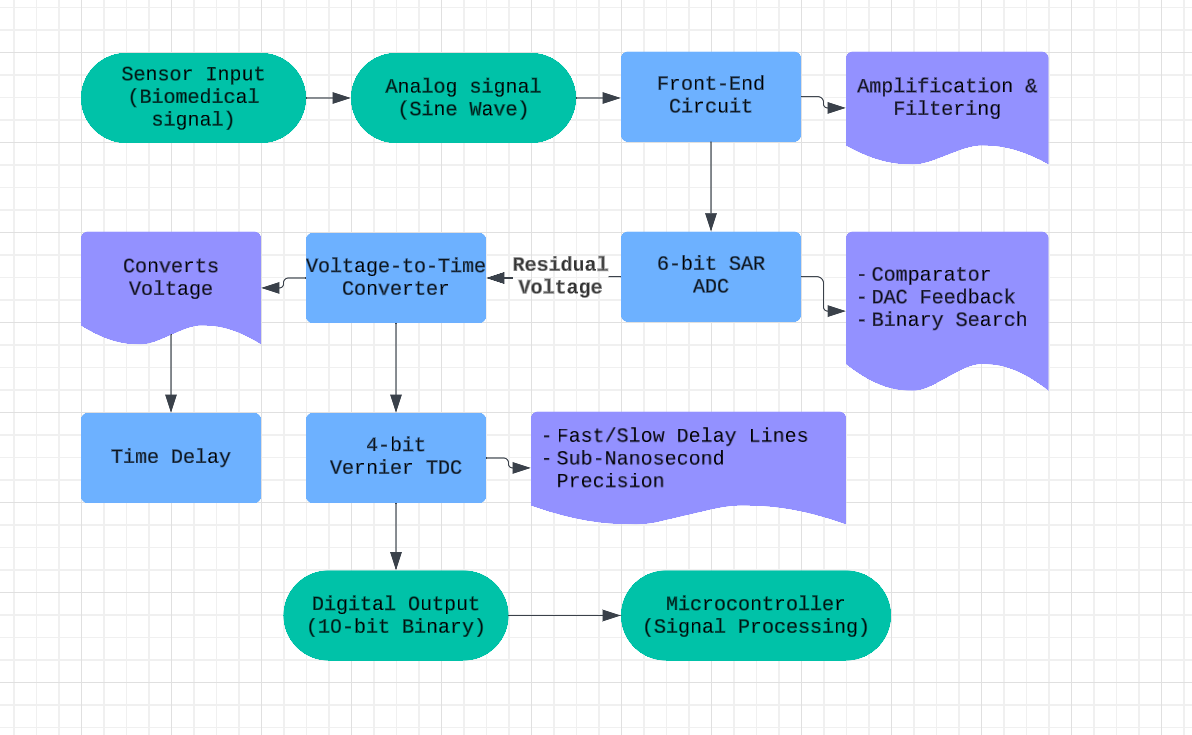 Sensor Input
(Biomedical
signal)
Analog signal
(Sine Wave)
Front-End
Circuit
Amplification &
Filtering
Converts
Voltage
Voltage-to-Time
Converter
Residual
Voltage
6-bit SAR
ADC
- Comparator
- DAC Feedback
- Binary Search
Time Delay
4-bit
Vernier TDC
- Fast/Slow Delay Lines
- Sub-Nanosecond
Precision
Digital Output
(10-bit Binary)
Microcontroller
(Signal Processing)